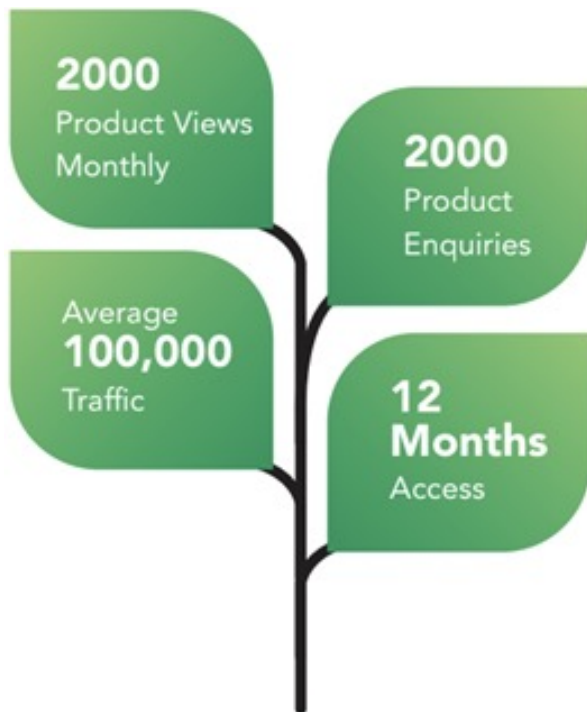 2000
Product Views
Monthly
2000
Product
Enquiries
Average
100,000
Traffic
12
Months
Access